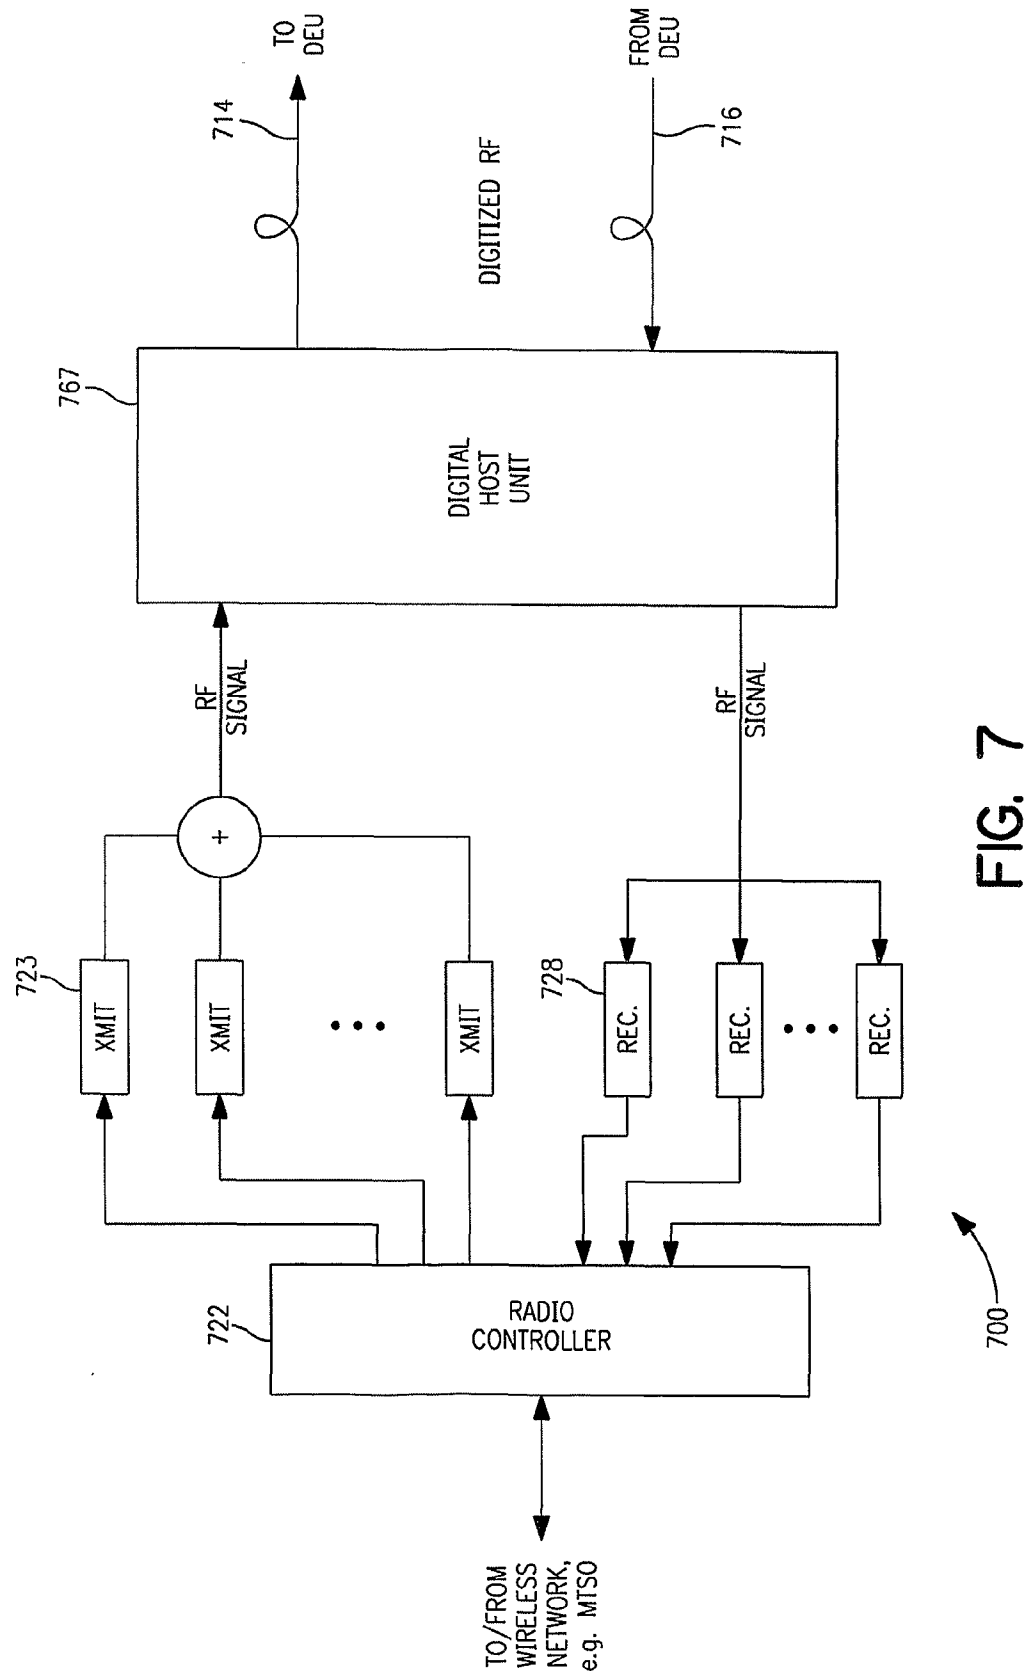 723
XMIT
XMIT
XMIT
722
RADIO
CONTROLLER
TO/FROM
WIRELESS
NETWORK,
e.g. MTSO
728
REC.
REC.
REC.
RF
SIGNAL
RF
SIGNAL
767
DIGITAL
HOST
UNIT
714
TO
DEU
DIGITIZED RF
FROM
DEU
716
700
FIG. 7